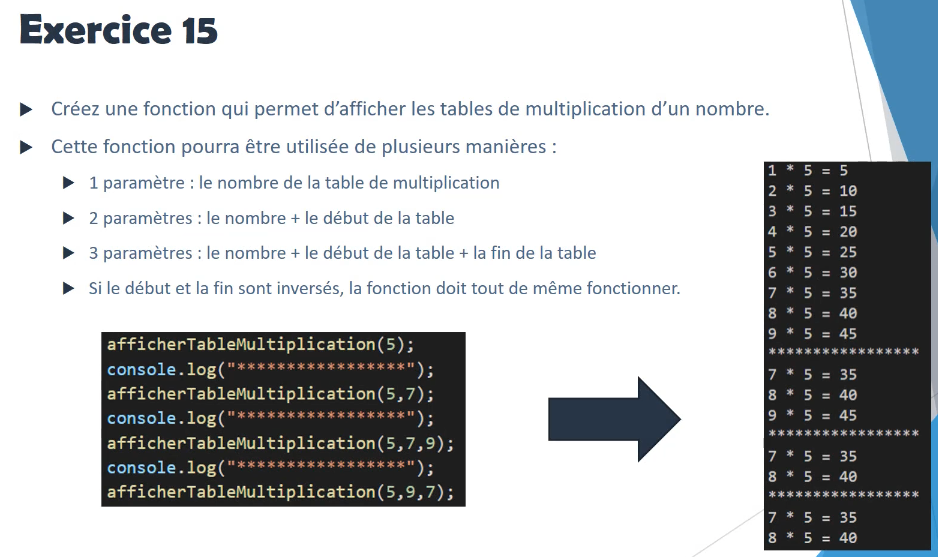 Exercice 15
Créez une fonction qui permet d'afficher les tables de multiplication d'un nombre.
Cette fonction pourra être utilisée de plusieurs manières :
1 paramètre : le nombre de la table de multiplication
2 paramètres : le nombre + le début de la table
3 paramètres : le nombre + le début de la table + la fin de la table
Si le début et la fin sont inversés, la fonction doit tout de même fonctionner.
afficherTableMultiplication(5);
console.log("*****************");
afficherTableMultiplication(5,7);
console.log("*****************");
afficherTableMultiplication(5,7,9);
console.log("*****************");
afficherTableMultiplication(5,9,7);
1 * 5 = 5
2 * 5 = 10
3 * 5 = 15
4 * 5 = 20
5 * 5 = 25
6 * 5 = 30
7 * 5 = 35
8 * 5 = 40
9 * 5 = 45
*****************
7 * 5 = 35
8 * 5 = 40
9 * 5 = 45
*****************
7 * 5 = 35
8 * 5 = 40
*****************
7 * 5 = 35
8 * 5 = 40